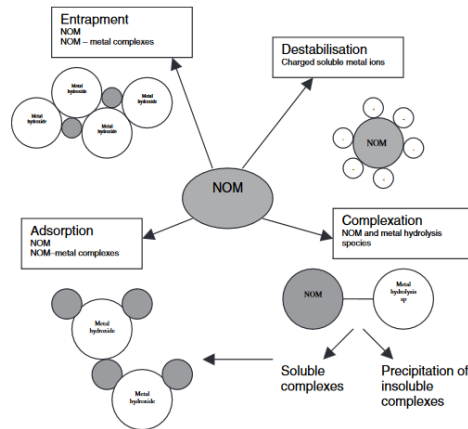 Entrapment
NOM
NOM – metal complexes
Destabilisation
Charged soluble metal ions
Metal
hydroxide
Metal
hydroxide
Metal
hydroxide
Metal
hydroxide
NOM
NOM
Adsorption
NOM
NOM–metal complexes
Complexation
NOM and metal hydrolysis
species
NOM
Metal
hydrolysis
sp
Metal
hydroxide
Metal
hydroxide
Soluble
complexes
Precipitation of
insoluble
complexes